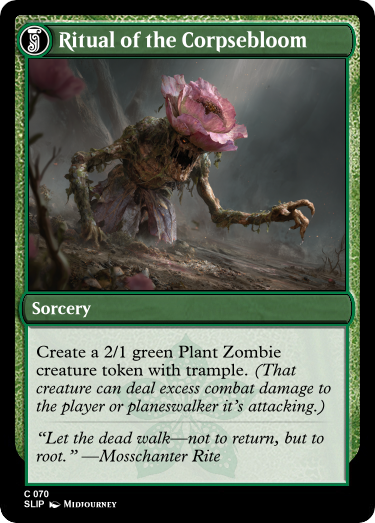 Ritual of the Corpsebloom
Sorcery
Create a 2/1 green Plant Zombie
creature token with trample. (That
creature can deal excess combat damage to
the player or planeswalker it's attacking.)
“Let the dead walk—not to return, but to
root.” —Mosschanter Rite
C 070
SLIP Midjourney